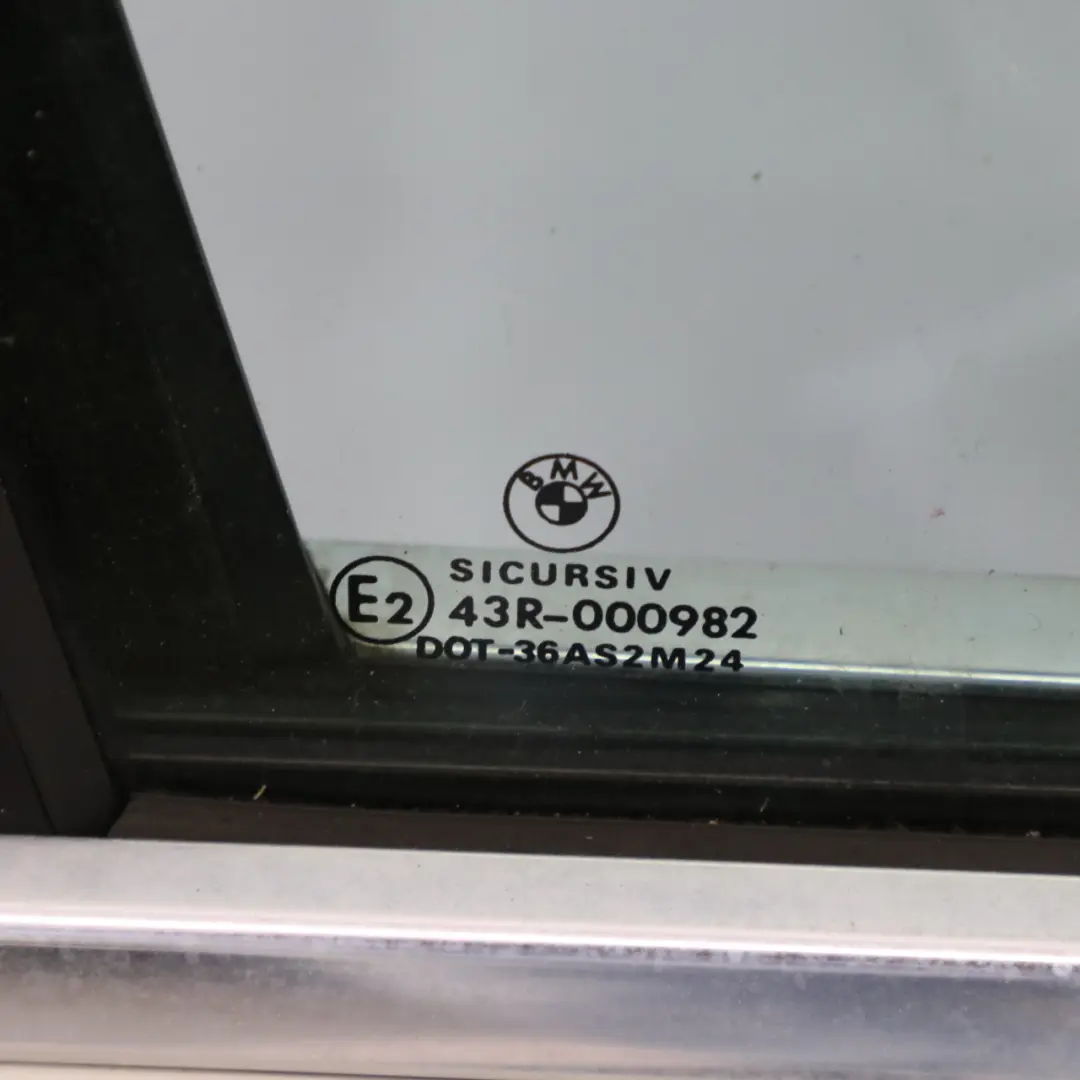 BMW
SICURSIV
E2 43R-000982
DOT-36AS2M24